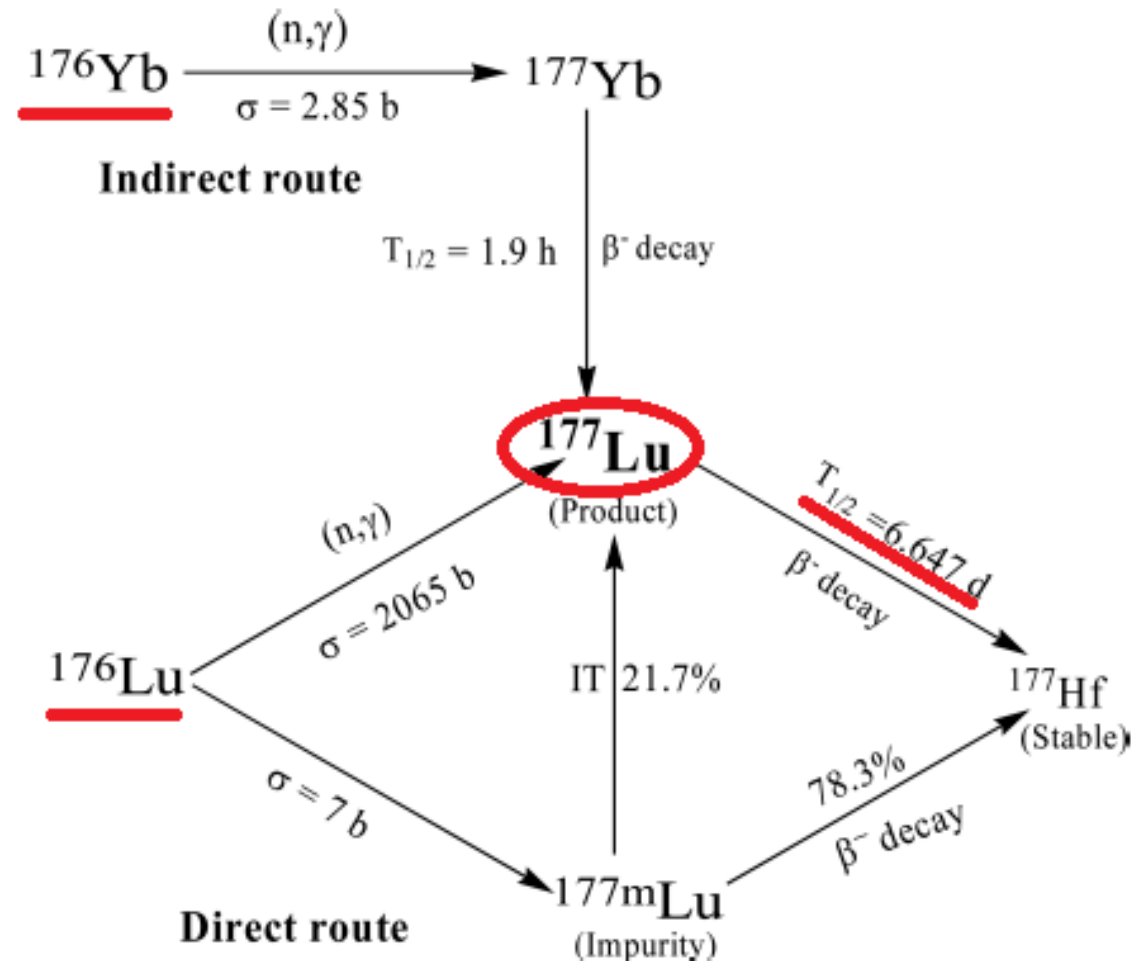 (n,γ)
¹⁷⁶Yb
¹⁷⁷Yb
σ = 2.85 b
Indirect route
T₁/₂ = 1.9 h
β⁻ decay
¹⁷⁷Lu
(Product)
T₁/₂ =6.647 d
β⁻ decay
(n,γ)
σ = 2065 b
¹⁷⁶Lu
IT 21.7%
¹⁷⁷Hf
(Stable)
σ = 7 b
78.3%
β⁻ decay
¹⁷⁷ᵐLu
(Impurity)
Direct route